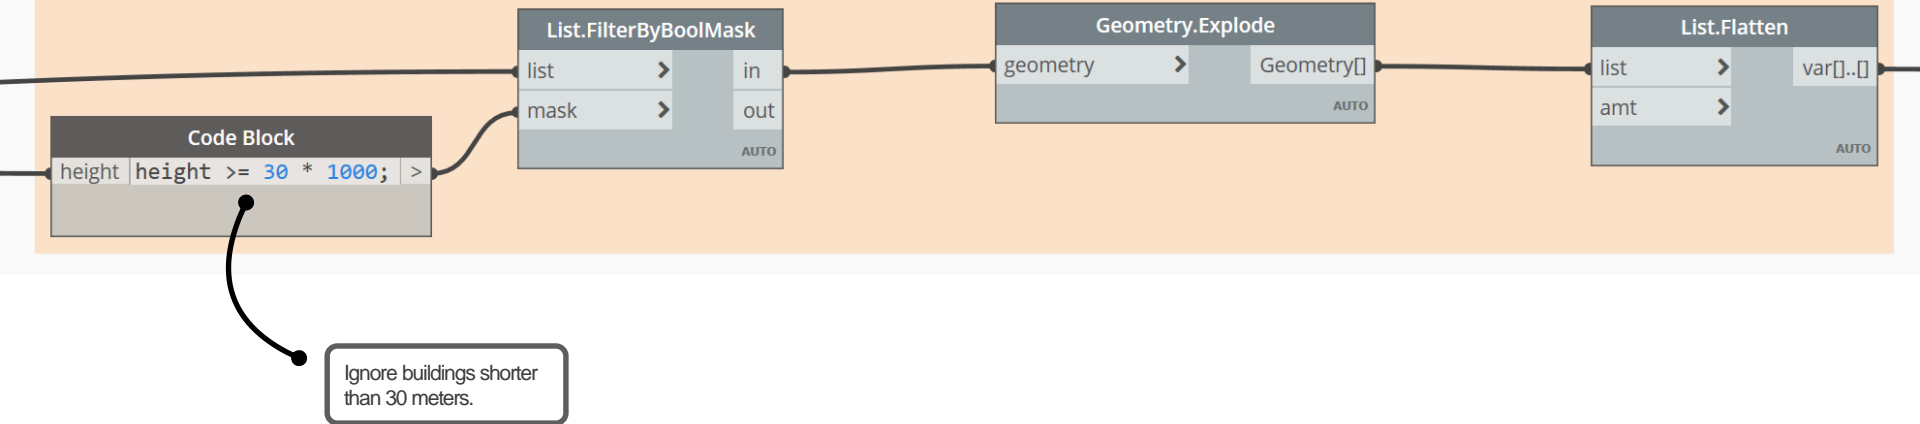 List.FilterByBoolMask
list > in
mask > out
AUTO
Code Block
height height >= 30 * 1000; >
Geometry.Explode
geometry > Geometry[]
AUTO
List.Flatten
list > var[]..[]
amt >
AUTO
Ignore buildings shorter
than 30 meters.